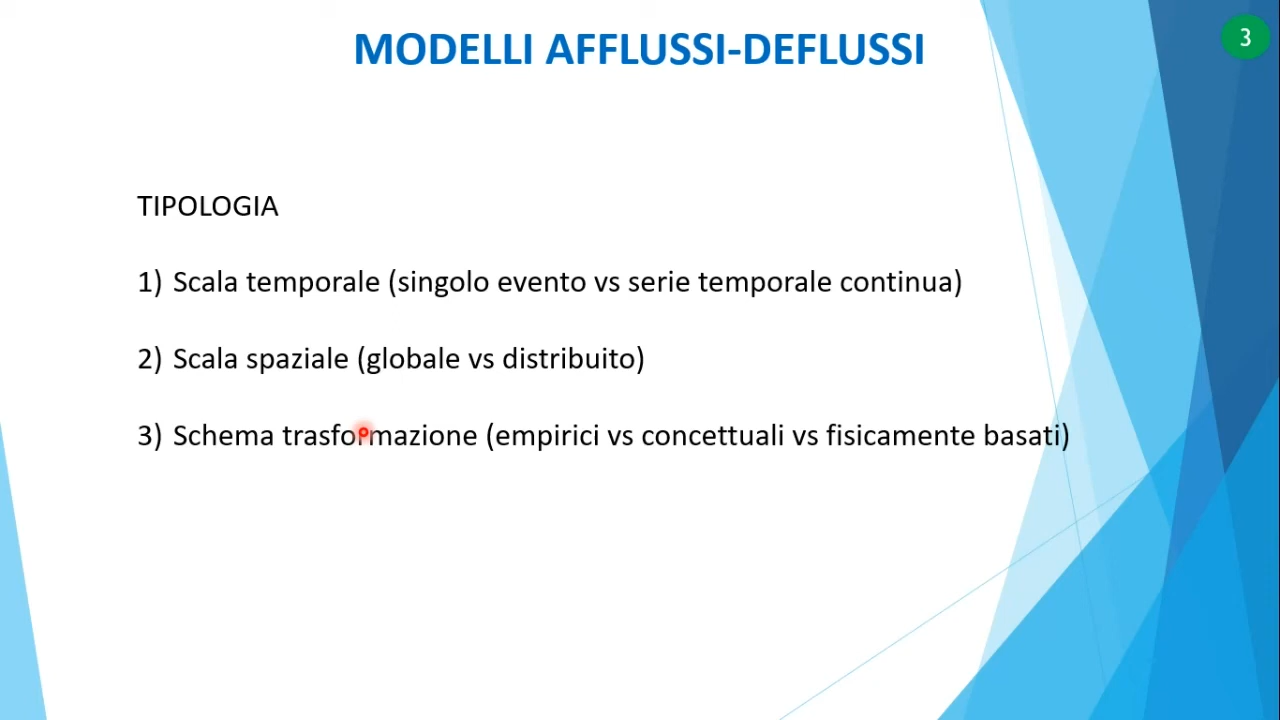 MODELLI AFFLUSSI-DEFLUSSI
3
TIPOLOGIA
1) Scala temporale (singolo evento vs serie temporale continua)
2) Scala spaziale (globale vs distribuito)
3) Schema trasformazione (empirici vs concettuali vs fisicamente basati)